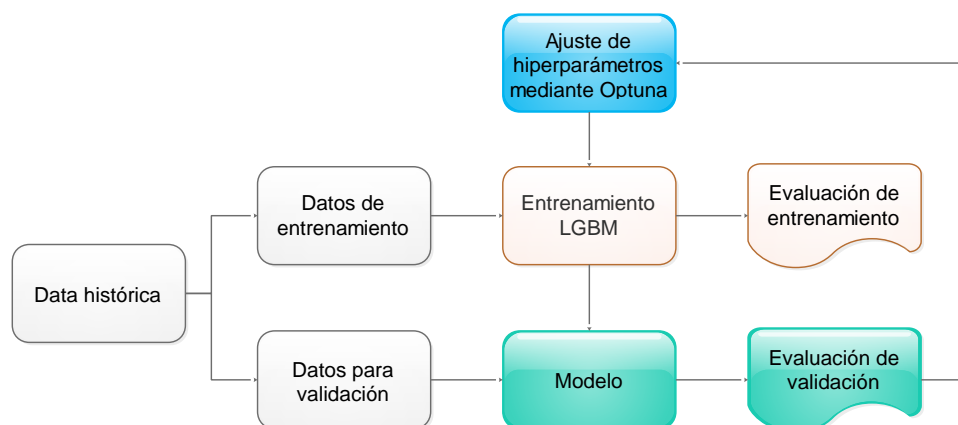 Ajuste de
hiperparámetros
mediante Optuna
Datos de
entrenamiento
Entrenamiento
LGBM
Evaluación de
entrenamiento
Data histórica
Datos para
validación
Modelo
Evaluación de
validación